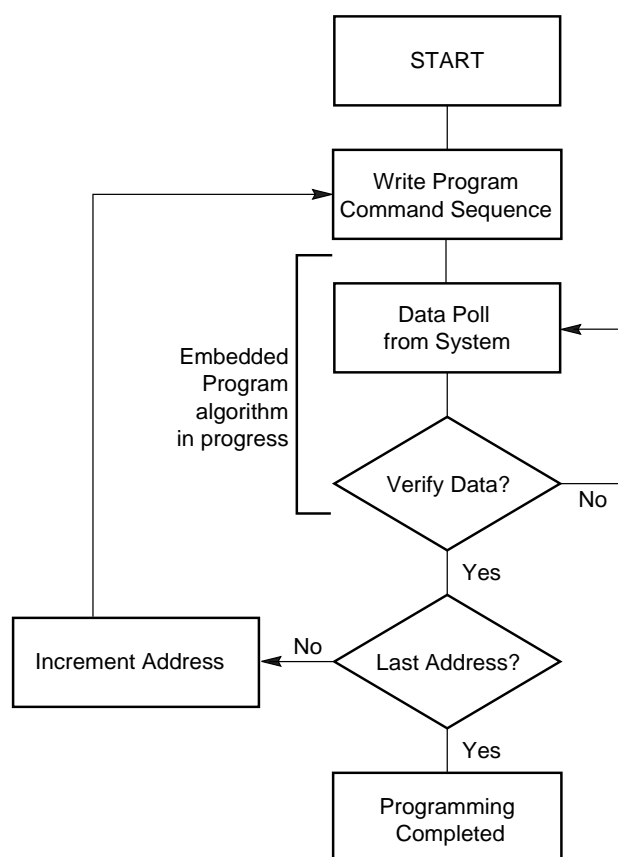 START
Write Program
Command Sequence
Data Poll
from System
Embedded
Program
algorithm
in progress
Verify Data?
No
Yes
Increment Address
No
Last Address?
Yes
Programming
Completed